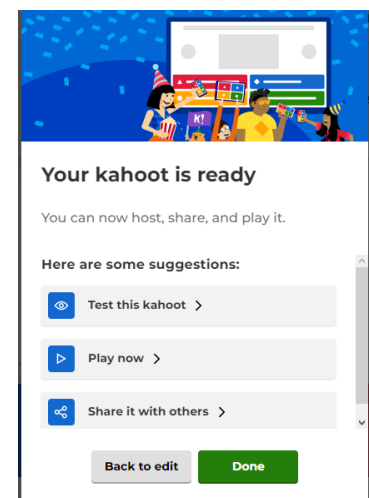 K!
Your kahoot is ready
You can now host, share, and play it.
Here are some suggestions:
Test this kahoot
Play now
Share it with others
Back to edit
Done